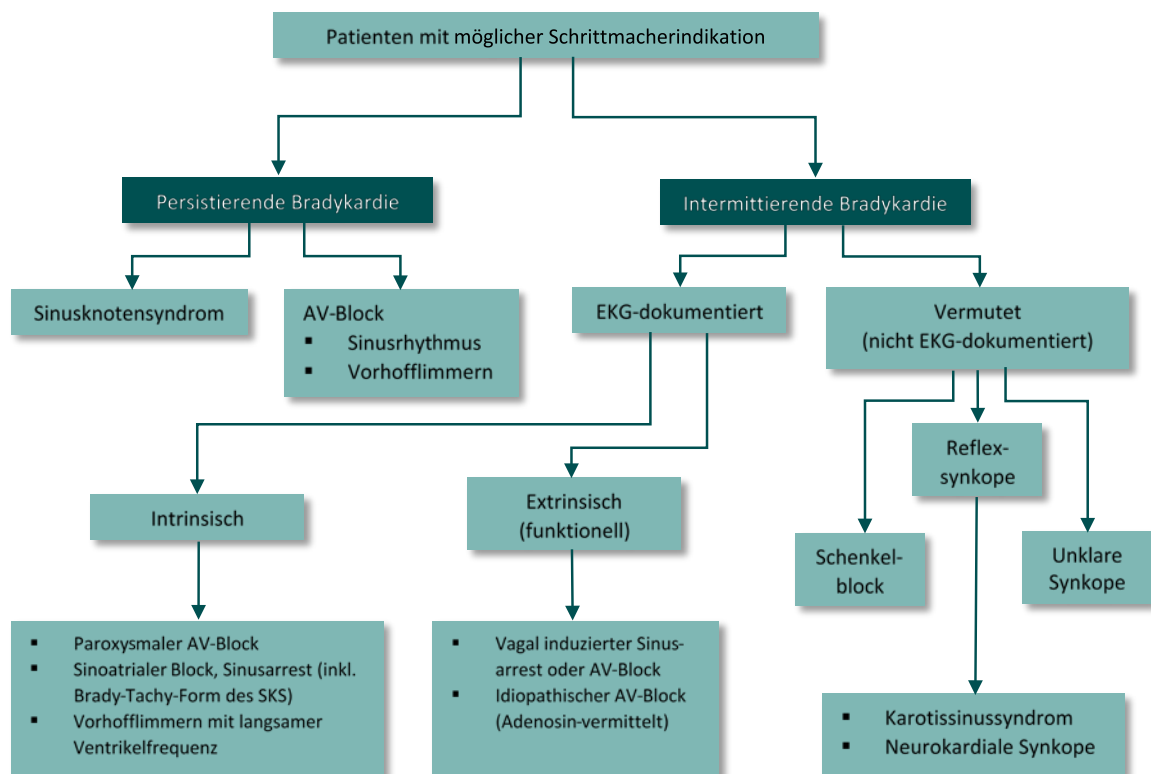 Patienten mit möglicher Schrittmacherindikation
Persistierende Bradykardie
Intermittierende Bradykardie
Sinusknotensyndrom
AV-Block
▪ Sinusrhythmus
▪ Vorhofflimmern
EKG-dokumentiert
Vermutet
(nicht EKG-dokumentiert)
Intrinsisch
Extrinsisch
(funktionell)
Reflex-
synkope
Schenkel-
block
Unklare
Synkope
▪ Paroxysmaler AV-Block
▪ Sinoatrialer Block, Sinusarrest (inkl.
Brady-Tachy-Form des SKS)
▪ Vorhofflimmern mit langsamer
Ventrikelfrequenz
▪ Vagal induzierter Sinus-
arrest oder AV-Block
▪ Idiopathischer AV-Block
(Adenosin-vermittelt)
▪ Karotissinussyndrom
▪ Neurokardiale Synkope